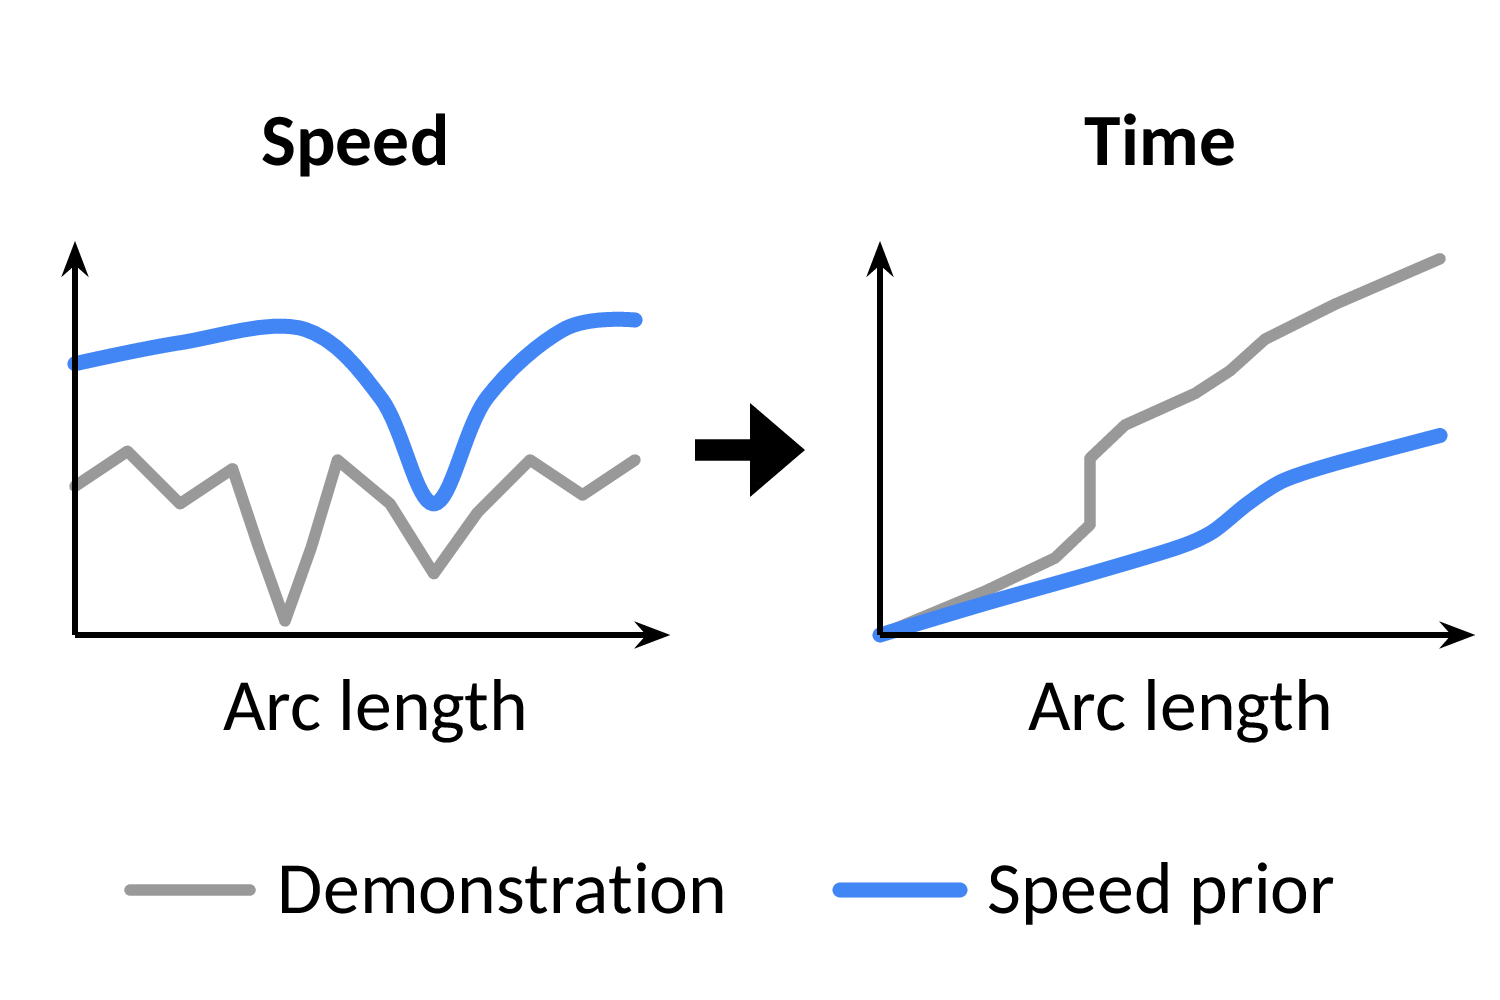 Speed
Time
Arc length
Arc length
Demonstration
Speed prior